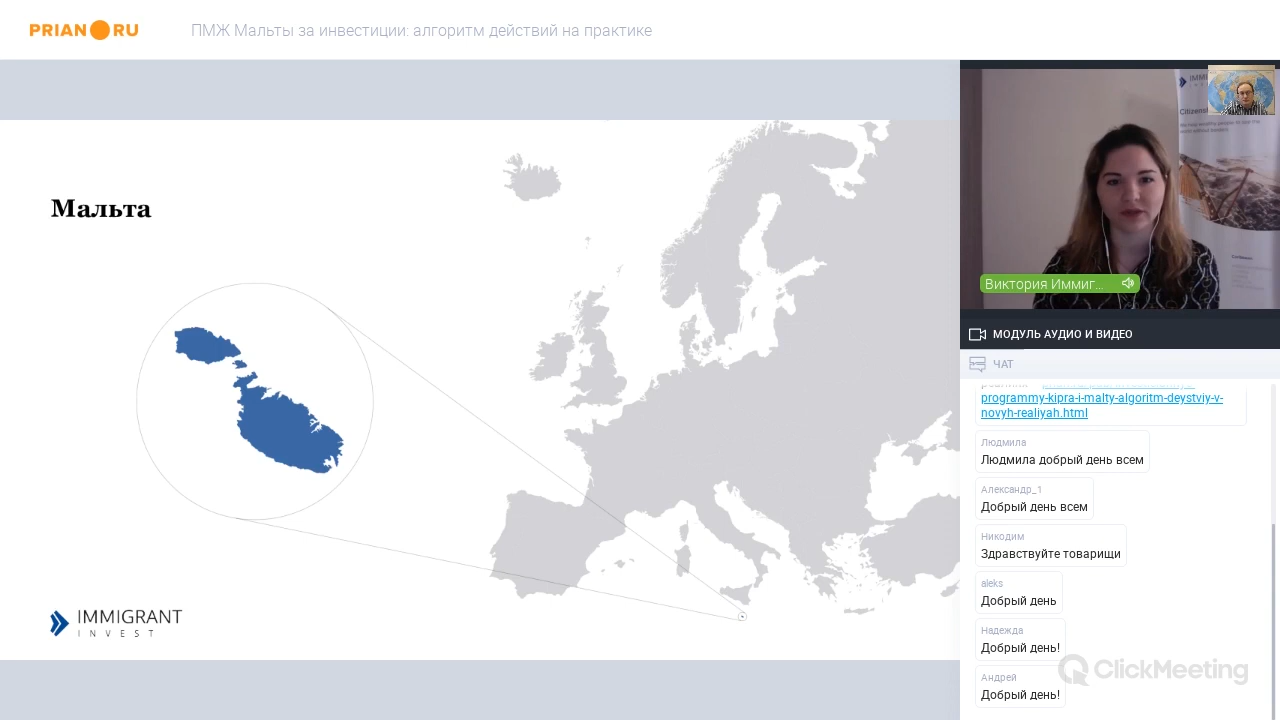 PRIAN RU
ПМЖ Мальты за инвестиции: алгоритм действий на практике
Мальта
IMMIGRANT
INVEST
Виктория Иммиг...
МОДУЛЬ АУДИО И ВИДЕО
ЧАТ
programmy-kipra-i-malty-algoritm-deystviy-v-
novyh-realiyah.html
Людмила
Людмила добрый день всем
Александр_1
Добрый день всем
Никодим
Здравствуйте товарищи
aleks
Добрый день
Надежда
Добрый день!
Андрей
Добрый день!
ClickMeeting